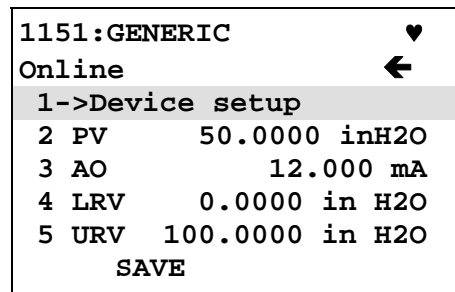 1151:GENERIC ♥
Online ←
1->Device setup
2 PV 50.0000 inH2O
3 AO 12.000 mA
4 LRV 0.0000 in H2O
5 URV 100.0000 in H2O
SAVE